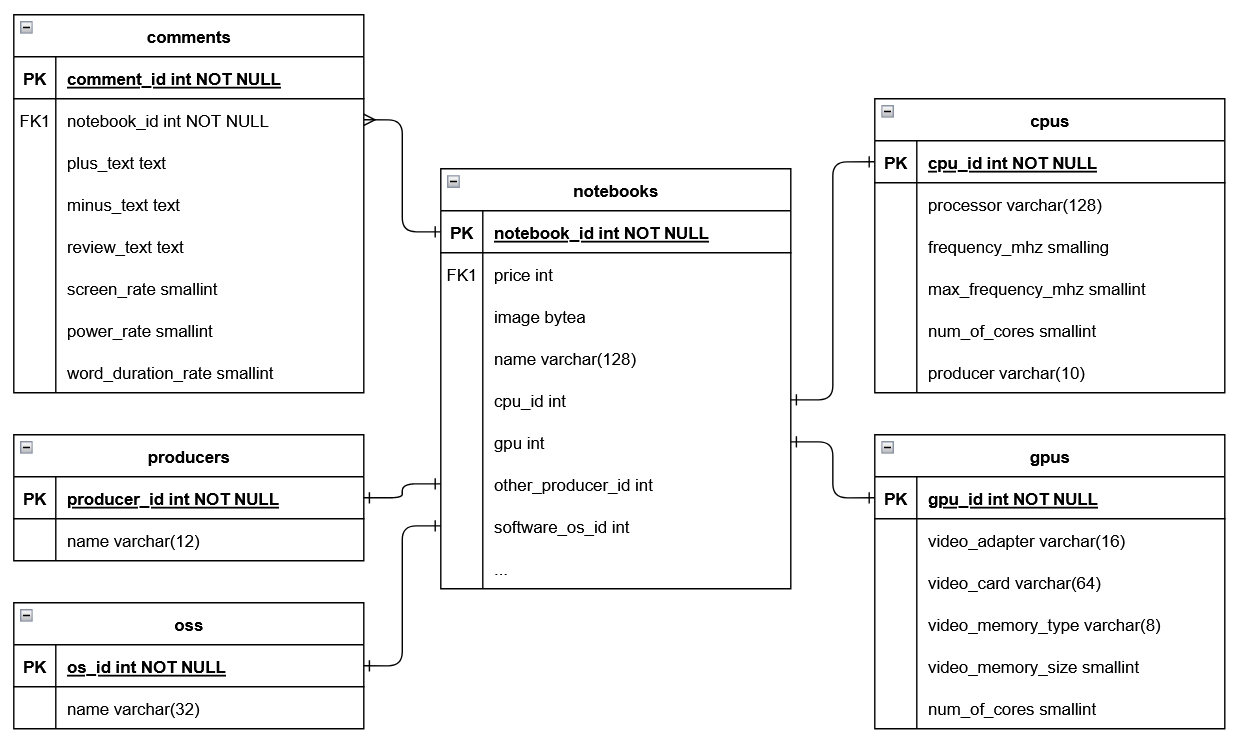 comments
PK comment_id int NOT NULL
FK1 notebook_id int NOT NULL
plus_text text
minus_text text
review_text text
screen_rate smallint
power_rate smallint
word_duration_rate smallint
producers
PK producer_id int NOT NULL
name varchar(12)
oss
PK os_id int NOT NULL
name varchar(32)
notebooks
PK notebook_id int NOT NULL
FK1 price int
image bytea
name varchar(128)
cpu_id int
gpu int
other_producer_id int
software_os_id int
...
cpus
PK cpu_id int NOT NULL
processor varchar(128)
frequency_mhz smalling
max_frequency_mhz smallint
num_of_cores smallint
producer varchar(10)
gpus
PK gpu_id int NOT NULL
video_adapter varchar(16)
video_card varchar(64)
video_memory_type varchar(8)
video_memory_size smallint
num_of_cores smallint